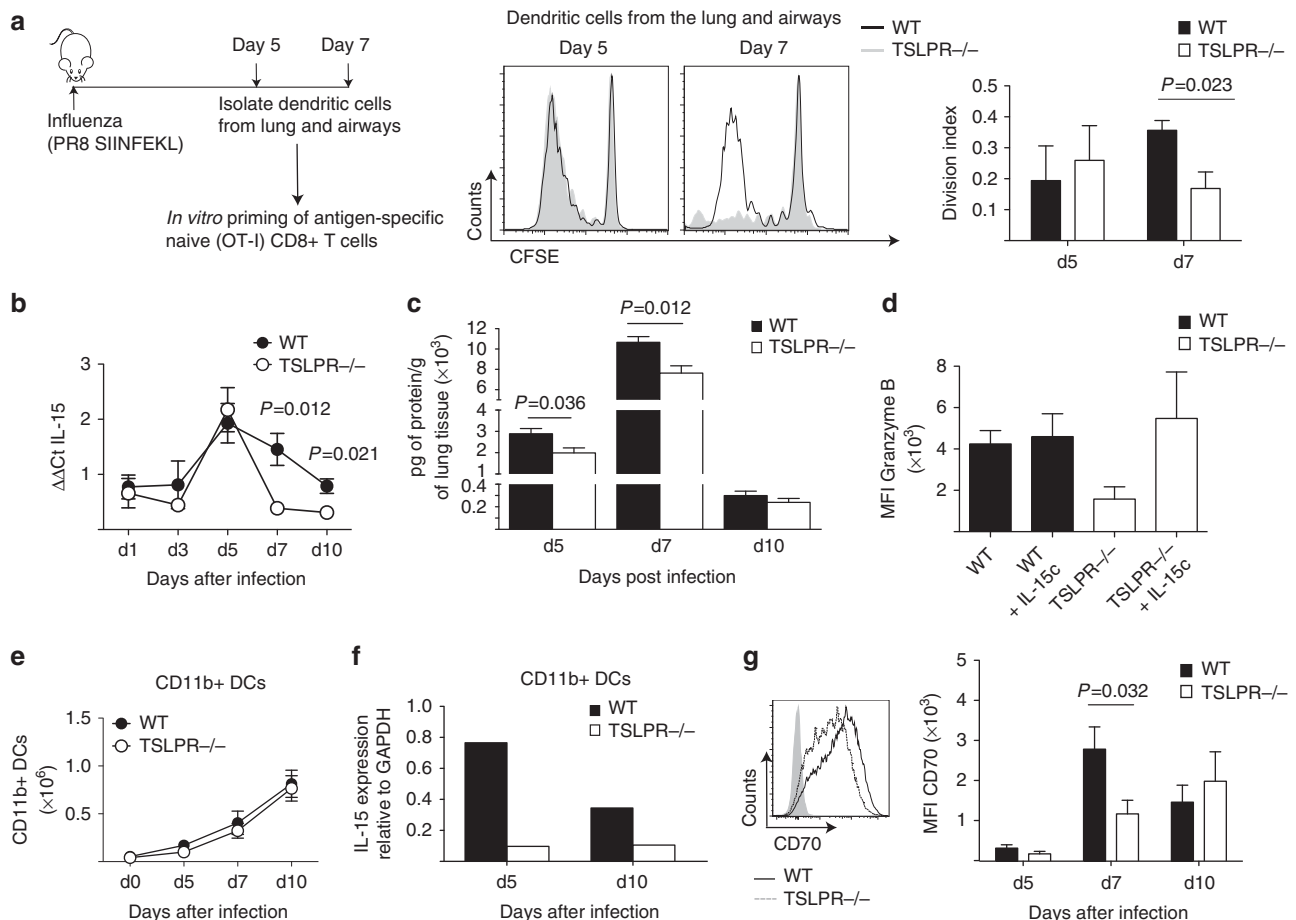 a
Day 5
Day 7
Influenza
(PR8 SIINFEKL)
Isolate dendritic cells
from lung and airways
In vitro priming of antigen-specific
naive (OT-I) CD8+ T cells
Dendritic cells from the lung and airways
Day 5
Day 7
WT
TSLPR–/–
Counts
CFSE
WT
TSLPR–/–
P=0.023
Division index
0.5
0.4
0.3
0.2
0.1
d5
d7
b
WT
TSLPR–/–
ΔΔCt IL-15
3
2
1
P=0.012
P=0.021
d1
d3
d5
d7
d10
Days after infection
c
WT
TSLPR–/–
pg of protein/g
of lung tissue (×10³)
12
10
8
6
4
3
2
1
0.4
0.2
P=0.036
P=0.012
d5
d7
d10
Days post infection
d
WT
TSLPR–/–
MFI Granzyme B
(×10³)
8
6
4
2
WT
WT
+ IL-15c
TSLPR–/–
TSLPR–/–
+ IL-15c
e
CD11b+ DCs
WT
TSLPR–/–
CD11b+ DCs
(×10⁶)
1.5
1.0
0.5
d0
d5
d7
d10
Days after infection
f
CD11b+ DCs
WT
TSLPR–/–
IL-15 expression
relative to GAPDH
1.0
0.8
0.6
0.4
0.2
d5
d10
Days after infection
g
Counts
CD70
WT
TSLPR–/–
WT
TSLPR–/–
P=0.032
MFI CD70 (×10³)
5
4
3
2
1
d5
d7
d10
Days after infection